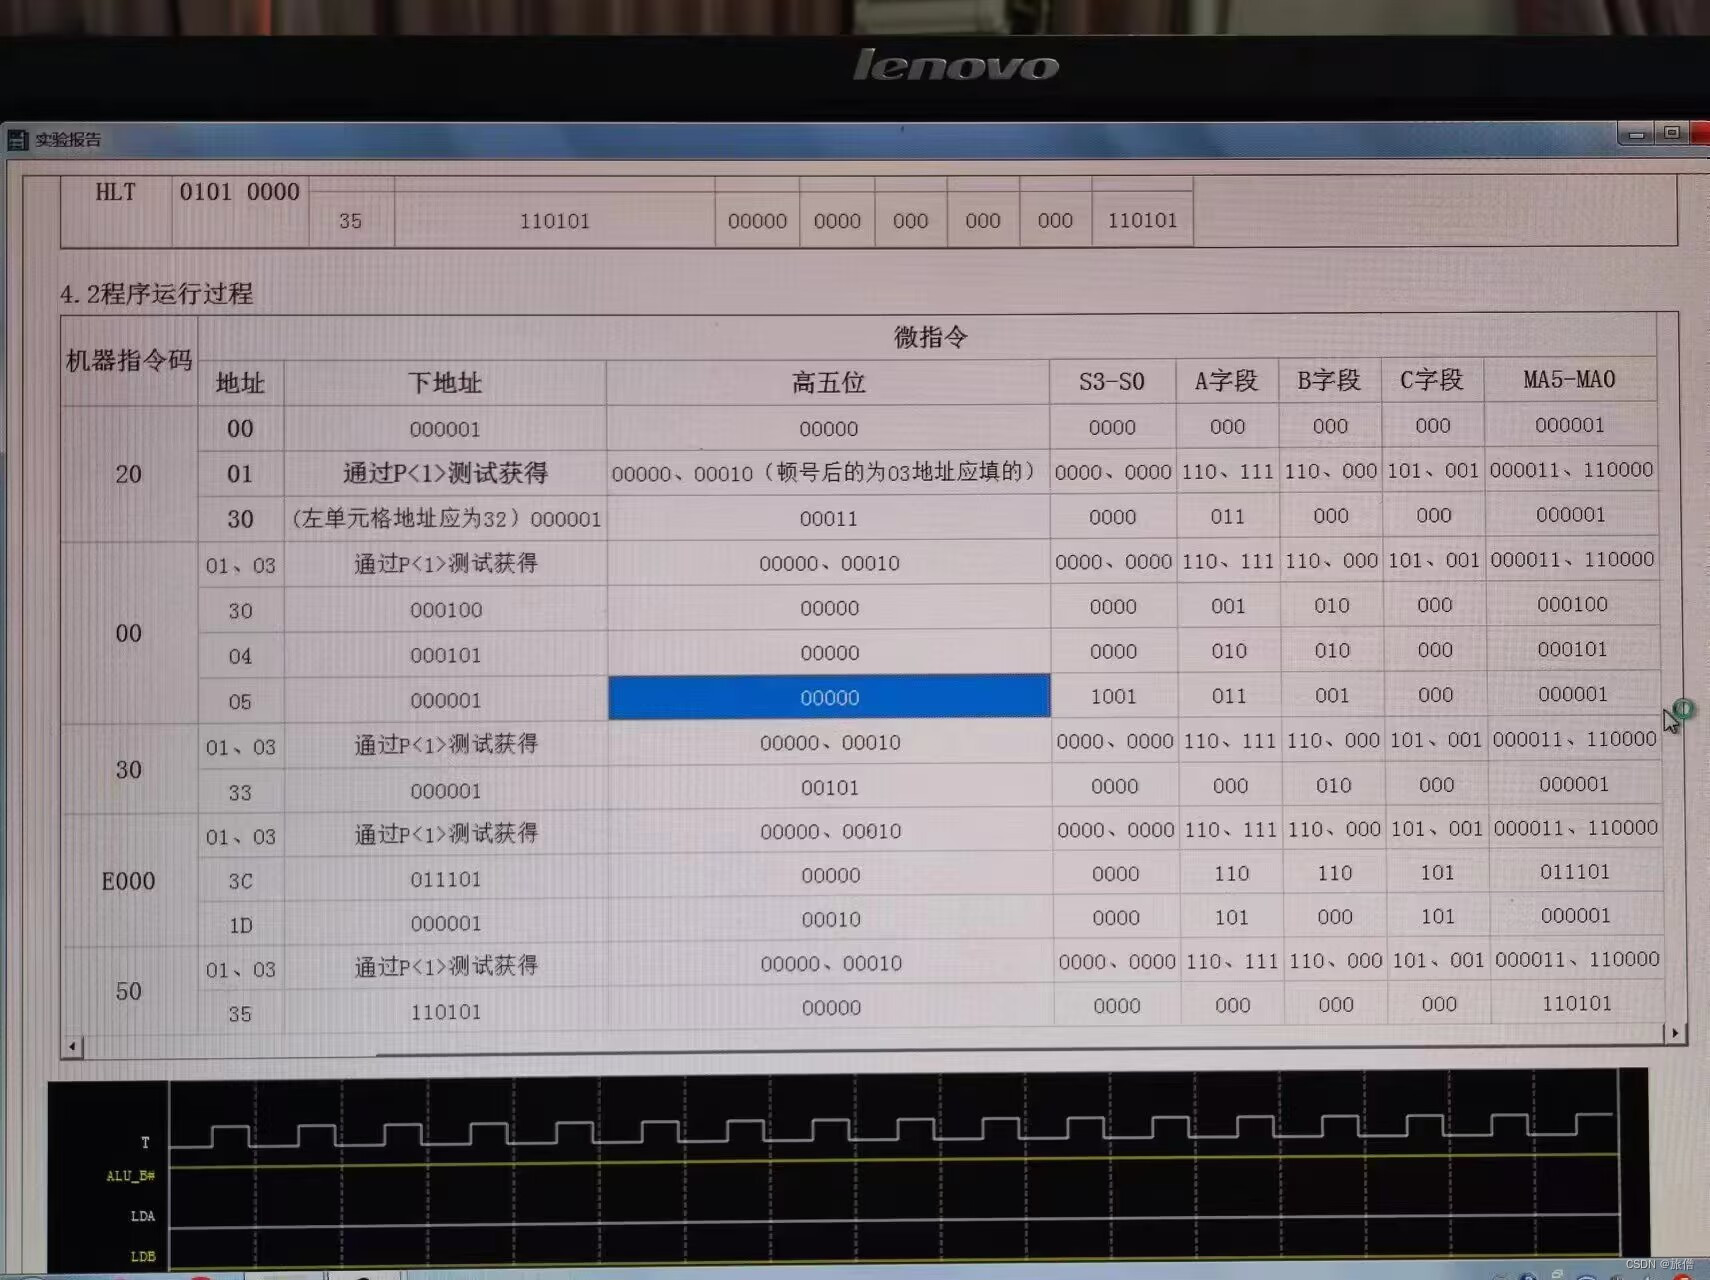 lenovo
实验报告
HLT 0101 0000
35 110101 00000 0000 000 000 000 110101
4.2程序运行过程
机器指令码 微指令
地址 下地址 高五位 S3-S0 A字段 B字段 C字段 MA5-MA0
20
00 000001 00000 0000 000 000 000 000001
01 通过P<1>测试获得 00000、00010（顿号后的为03地址应填的） 0000、0000 110、111 110、000 101、001 000011、110000
30 (左单元格地址应为32）000001 00011 0000 011 000 000 000001
00
01、03 通过P<1>测试获得 00000、00010 0000、0000 110、111 110、000 101、001 000011、110000
30 000100 00000 0000 001 010 000 000100
04 000101 00000 0000 010 010 000 000101
05 000001 00000 1001 011 001 000 000001
30
01、03 通过P<1>测试获得 00000、00010 0000、0000 110、111 110、000 101、001 000011、110000
33 000001 00101 0000 000 010 000 000001
E000
01、03 通过P<1>测试获得 00000、00010 0000、0000 110、111 110、000 101、001 000011、110000
3C 011101 00000 0000 110 110 101 011101
1D 000001 00010 0000 101 000 101 000001
50
01、03 通过P<1>测试获得 00000、00010 0000、0000 110、111 110、000 101、001 000011、110000
35 110101 00000 0000 000 000 000 110101
T
ALU_B#
LDA
LDB
CSDN @旅僧